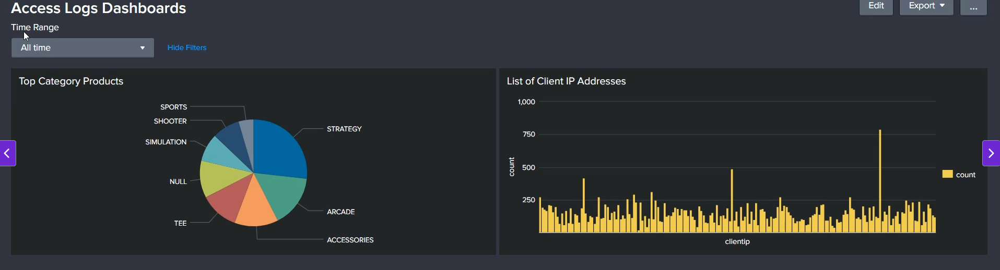 Access Logs Dashboards
Edit
Export
...
Time Range
All time
Hide Filters
Top Category Products
SPORTS
SHOOTER
SIMULATION
NULL
TEE
STRATEGY
ARCADE
ACCESSORIES
List of Client IP Addresses
1,000
750
500
250
count
clientip
count